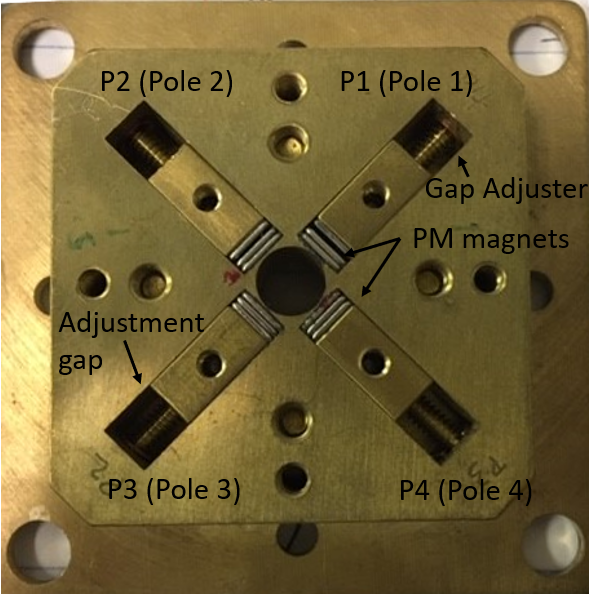 P2 (Pole 2)
P1 (Pole 1)
Gap Adjuster
PM magnets
Adjustment
gap
P3 (Pole 3)
P4 (Pole 4)